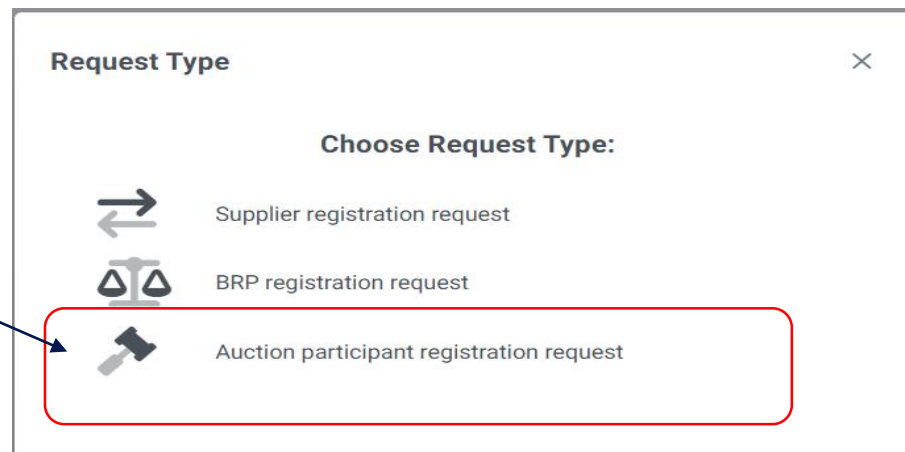 Request Type
Choose Request Type:
Supplier registration request
BRP registration request
Auction participant registration request